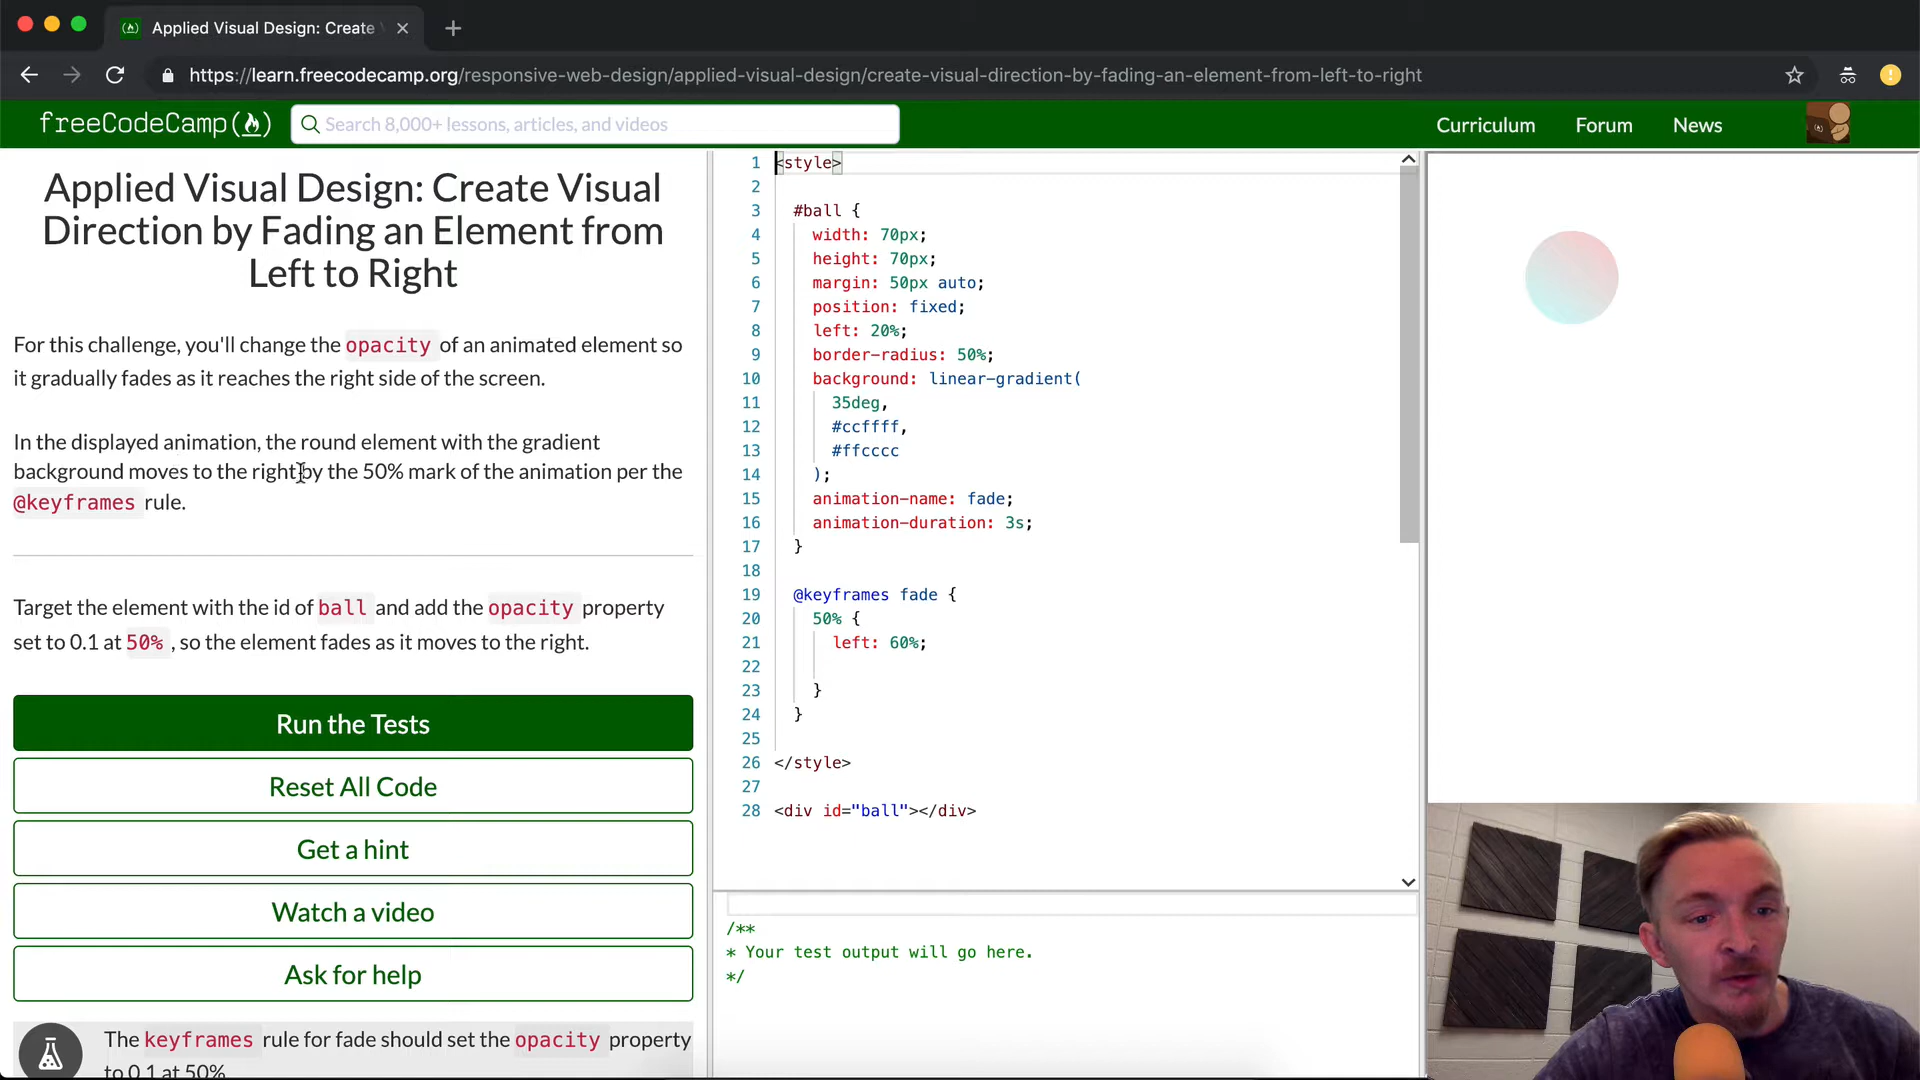 Applied Visual Design: Create
https://learn.freecodecamp.org/responsive-web-design/applied-visual-design/create-visual-direction-by-fading-an-element-from-left-to-right
freeCodeCamp
Search 8,000+ lessons, articles, and videos
Curriculum
Forum
News
Applied Visual Design: Create Visual
Direction by Fading an Element from
Left to Right
For this challenge, you'll change the opacity of an animated element so
it gradually fades as it reaches the right side of the screen.
In the displayed animation, the round element with the gradient
background moves to the right by the 50% mark of the animation per the
@keyframes rule.
Target the element with the id of ball and add the opacity property
set to 0.1 at 50% , so the element fades as it moves to the right.
Run the Tests
Reset All Code
Get a hint
Watch a video
Ask for help
The keyframes rule for fade should set the opacity property
to 0.1 at 50%.
1 <style>
2
3 #ball {
4 width: 70px;
5 height: 70px;
6 margin: 50px auto;
7 position: fixed;
8 left: 20%;
9 border-radius: 50%;
10 background: linear-gradient(
11 35deg,
12 #ccffff,
13 #ffcccc
14 );
15 animation-name: fade;
16 animation-duration: 3s;
17 }
18
19 @keyframes fade {
20 50% {
21 left: 60%;
22
23 }
24 }
25
26 </style>
27
28 <div id="ball"></div>
/**
* Your test output will go here.
*/